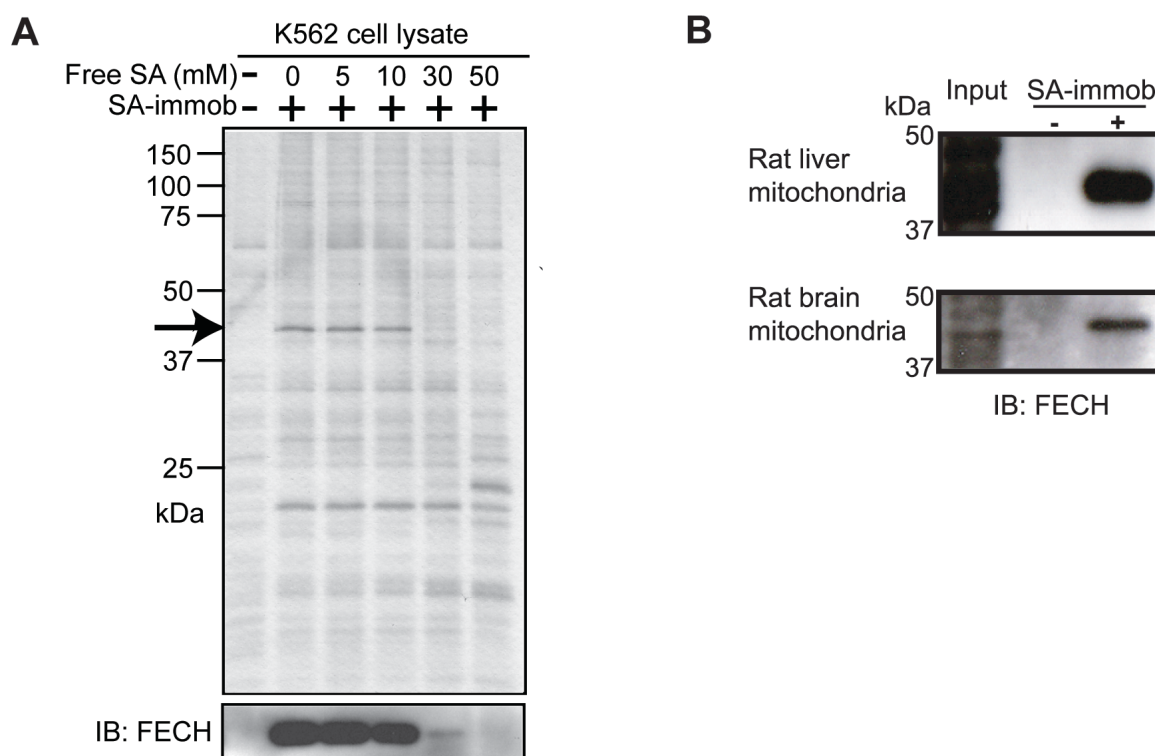 A
K562 cell lysate
Free SA (mM) - 0 5 10 30 50
SA-immob - + + + + +
150
100
75
50
37
25
kDa
IB: FECH
B
Input SA-immob
kDa - +
50
Rat liver
mitochondria
37
50
Rat brain
mitochondria
37
IB: FECH